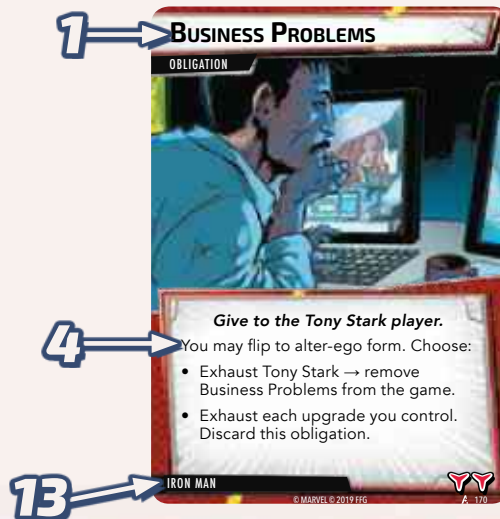 1
BUSINESS PROBLEMS
OBLIGATION
Give to the Tony Stark player.
4
You may flip to alter-ego form. Choose:
• Exhaust Tony Stark → remove
Business Problems from the game.
• Exhaust each upgrade you control.
Discard this obligation.
13
IRON MAN
© MARVEL © 2019 FFG
170